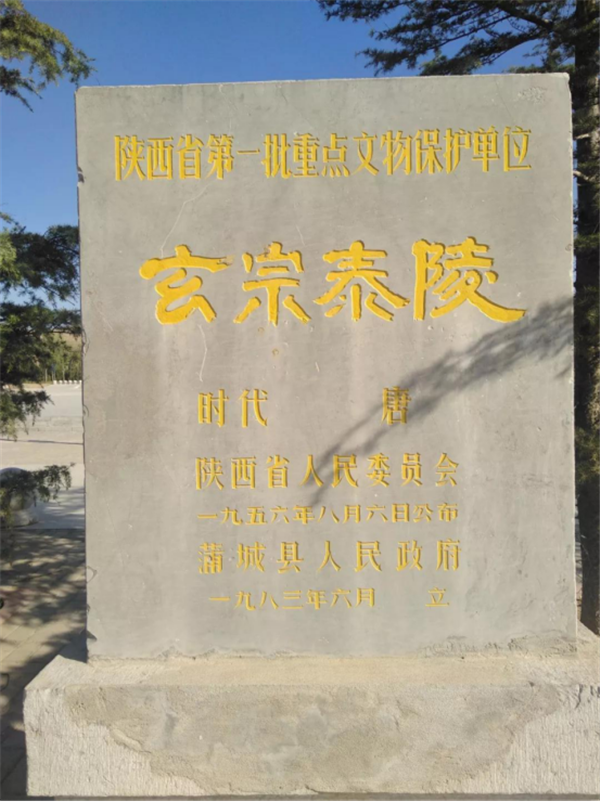 陕西省第一批重点文物保护单位
玄宗泰陵
时代 唐
陕西省人民委员会
一九五六年八月六日公布
蒲城县人民政府
一九八三年六月 立